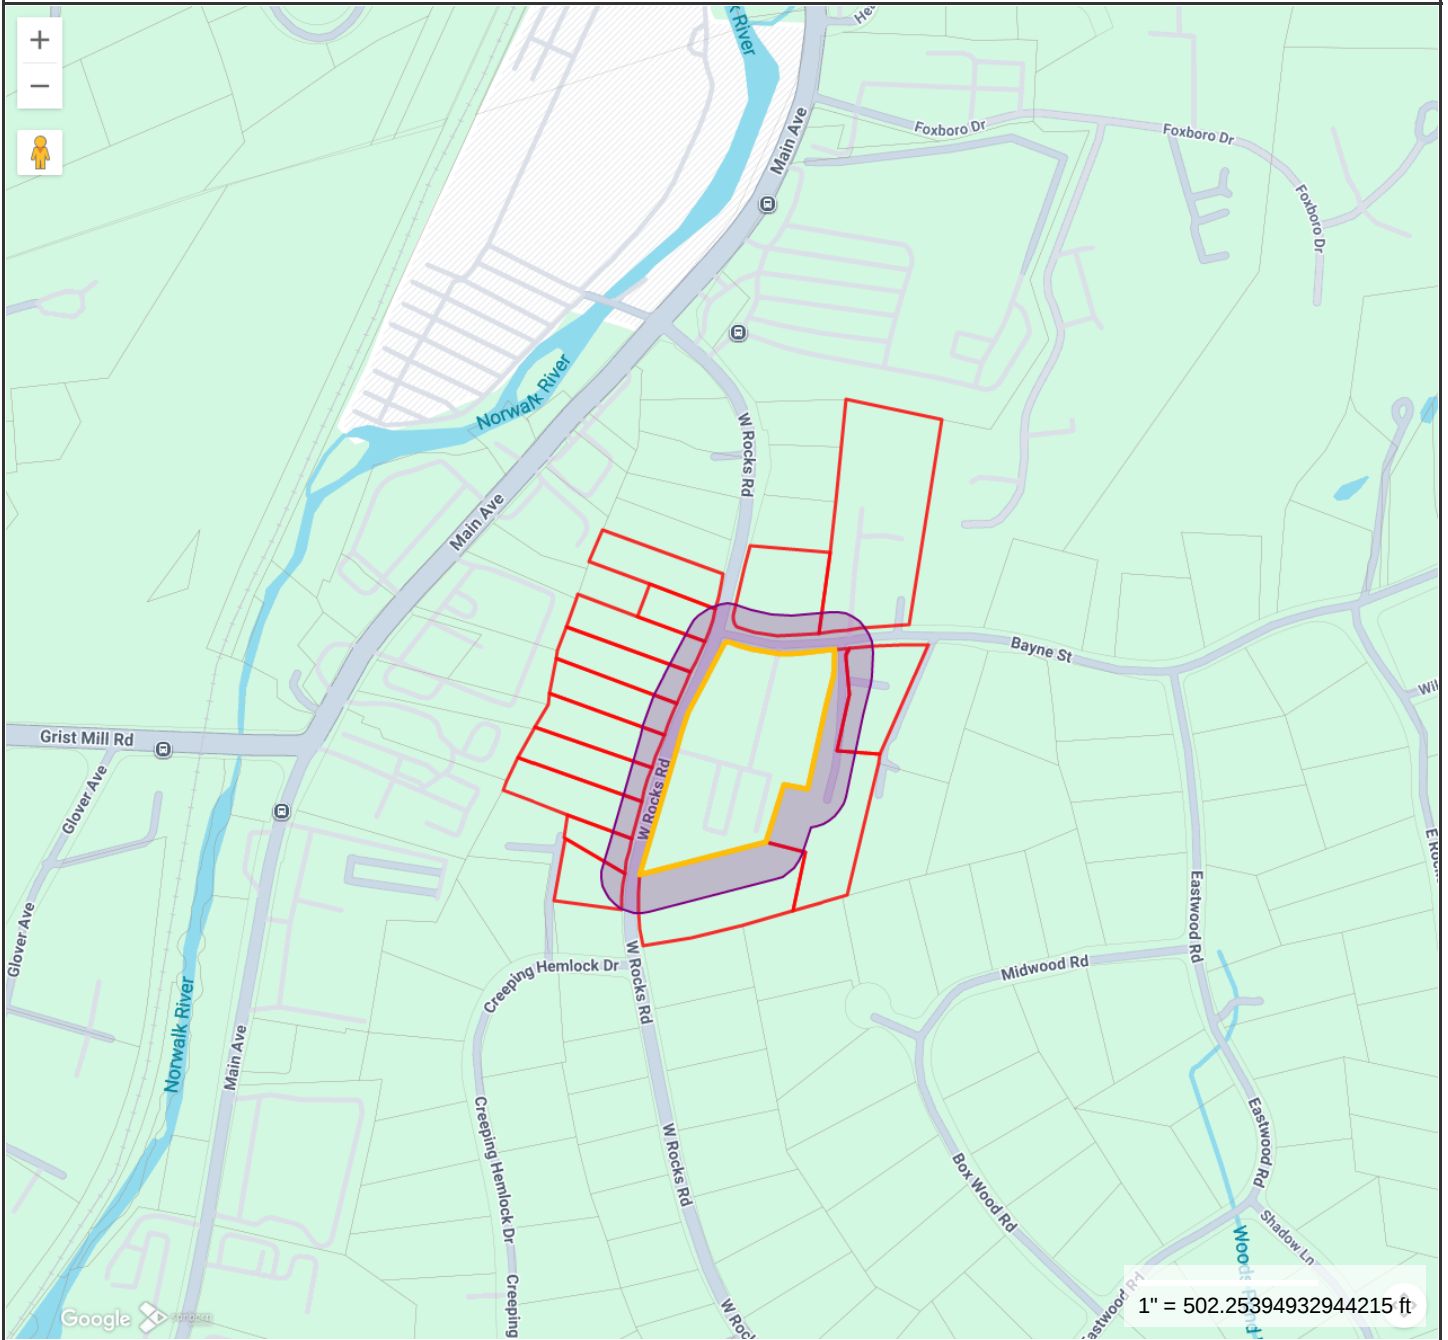 +
−
River
Main Ave
Foxboro Dr
Foxboro Dr
Foxboro Dr
Norwalk River
W Rocks Rd
Main Ave
Bayne St
Grist Mill Rd
Glover Ave
W Rocks Rd
Glover Ave
Eastwood Rd
Creeping Hemlock Dr
W Rocks Rd
Midwood Rd
Norwalk River
Main Ave
Creeping Hemlock Dr
W Rocks Rd
Box Wood Rd
Eastwood Rd
Shadow Ln
Creeping
Google
1" = 502.25394932944215 ft